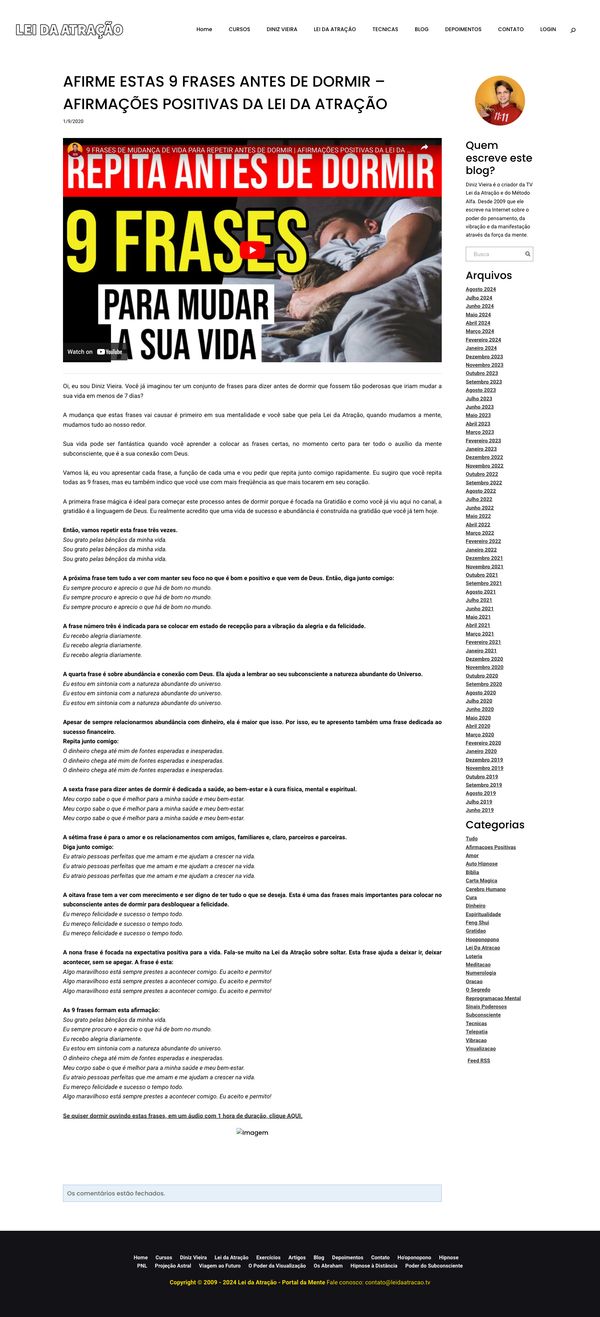 LEI DA ATRAÇÃO
Home CURSOS DINIZ VIEIRA LEI DA ATRAÇÃO TECNICAS BLOG DEPOIMENTOS CONTATO LOGIN
AFIRME ESTAS 9 FRASES ANTES DE DORMIR –
AFIRMAÇÕES POSITIVAS DA LEI DA ATRAÇÃO
1/9/2020
9 FRASES DE MUDANÇA DE VIDA PARA REPETIR ANTES DE DORMIR | AFIRMAÇÕES POSITIVAS DA LEI DA ...
REPITA ANTES DE DORMIR
9 FRASES
PARA MUDAR
A SUA VIDA
Watch on YouTube
Oi, eu sou Diniz Vieira. Você já imaginou ter um conjunto de frases para dizer antes de dormir que fossem tão poderosas que iriam mudar a
sua vida em menos de 7 dias?
A mudança que estas frases vai causar é primeiro em sua mentalidade e você sabe que pela Lei da Atração, quando mudamos a mente,
mudamos tudo ao nosso redor.
Sua vida pode ser fantástica quando você aprender a colocar as frases certas, no momento certo para ter todo o auxílio da mente
subconsciente, que é a sua conexão com Deus.
Vamos lá, eu vou apresentar cada frase, a função de cada uma e vou pedir que repita junto comigo rapidamente. Eu sugiro que você repita
todas as 9 frases, mas eu também indico que você use com mais freqüência as que mais tocarem em seu coração.
A primeira frase mágica é ideal para começar este processo antes de dormir porque é focada na Gratidão e como você já viu aqui no canal, a
gratidão é a linguagem de Deus. Eu realmente acredito que uma vida de sucesso e abundância é construída na gratidão que você já tem hoje.
Então, vamos repetir esta frase três vezes.
Sou grato pelas bênçãos da minha vida.
Sou grato pelas bênçãos da minha vida.
Sou grato pelas bênçãos da minha vida.
A próxima frase tem tudo a ver com manter seu foco no que é bom e positivo e que vem de Deus. Então, diga junto comigo:
Eu sempre procuro e aprecio o que há de bom no mundo.
Eu sempre procuro e aprecio o que há de bom no mundo.
Eu sempre procuro e aprecio o que há de bom no mundo.
A frase número três é indicada para se colocar em estado de recepção para a vibração da alegria e da felicidade.
Eu recebo alegria diariamente.
Eu recebo alegria diariamente.
Eu recebo alegria diariamente.
A quarta frase é sobre abundância e conexão com Deus. Ela ajuda a lembrar ao seu subconsciente a natureza abundante do Universo.
Eu estou em sintonia com a natureza abundante do universo.
Eu estou em sintonia com a natureza abundante do universo.
Eu estou em sintonia com a natureza abundante do universo.
Apesar de sempre relacionarmos abundância com dinheiro, ela é maior que isso. Por isso, eu te apresento também uma frase dedicada ao
sucesso financeiro.
Repita junto comigo:
O dinheiro chega até mim de fontes esperadas e inesperadas.
O dinheiro chega até mim de fontes esperadas e inesperadas.
O dinheiro chega até mim de fontes esperadas e inesperadas.
A sexta frase para dizer antes de dormir é dedicada a saúde, ao bem-estar e à cura física, mental e espiritual.
Meu corpo sabe o que é melhor para a minha saúde e meu bem-estar.
Meu corpo sabe o que é melhor para a minha saúde e meu bem-estar.
Meu corpo sabe o que é melhor para a minha saúde e meu bem-estar.
A sétima frase é para o amor e os relacionamentos com amigos, familiares e, claro, parceiros e parceiras.
Diga junto comigo:
Eu atraio pessoas perfeitas que me amam e me ajudam a crescer na vida.
Eu atraio pessoas perfeitas que me amam e me ajudam a crescer na vida.
Eu atraio pessoas perfeitas que me amam e me ajudam a crescer na vida.
A oitava frase tem a ver com merecimento e ser digno de ter tudo o que se deseja. Esta é uma das frases mais importantes para colocar no
subconsciente antes de dormir para desbloquear a felicidade.
Eu mereço felicidade e sucesso o tempo todo.
Eu mereço felicidade e sucesso o tempo todo.
Eu mereço felicidade e sucesso o tempo todo.
A nona frase é focada na expectativa positiva para a vida. Fala-se muito na Lei da Atração sobre soltar. Esta frase ajuda a deixar ir, deixar
acontecer, sem se apegar. A frase é esta:
Algo maravilhoso está sempre prestes a acontecer comigo. Eu aceito e permito!
Algo maravilhoso está sempre prestes a acontecer comigo. Eu aceito e permito!
Algo maravilhoso está sempre prestes a acontecer comigo. Eu aceito e permito!
As 9 frases formam esta afirmação:
Sou grato pelas bênçãos da minha vida.
Eu sempre procuro e aprecio o que há de bom no mundo.
Eu recebo alegria diariamente.
Eu estou em sintonia com a natureza abundante do universo.
O dinheiro chega até mim de fontes esperadas e inesperadas.
Meu corpo sabe o que é melhor para a minha saúde e meu bem-estar.
Eu atraio pessoas perfeitas que me amam e me ajudam a crescer na vida.
Eu mereço felicidade e sucesso o tempo todo.
Algo maravilhoso está sempre prestes a acontecer comigo. Eu aceito e permito!
Se quiser dormir ouvindo estas frases, em um áudio com 1 hora de duração, clique AQUI.
Imagem
Os comentários estão fechados.
11:11
Quem
escreve este
blog?
Diniz Vieira é o criador da TV
Lei da Atração e do Método
Alfa. Desde 2009 que ele
escreve na Internet sobre o
poder do pensamento, da
vibração e da manifestação
através da força da mente.
Busca
Arquivos
Agosto 2024
Julho 2024
Junho 2024
Maio 2024
Abril 2024
Março 2024
Fevereiro 2024
Janeiro 2024
Dezembro 2023
Novembro 2023
Outubro 2023
Setembro 2023
Agosto 2023
Julho 2023
Junho 2023
Maio 2023
Abril 2023
Março 2023
Fevereiro 2023
Janeiro 2023
Dezembro 2022
Novembro 2022
Outubro 2022
Setembro 2022
Agosto 2022
Julho 2022
Junho 2022
Maio 2022
Abril 2022
Março 2022
Fevereiro 2022
Janeiro 2022
Dezembro 2021
Novembro 2021
Outubro 2021
Setembro 2021
Agosto 2021
Julho 2021
Junho 2021
Maio 2021
Abril 2021
Março 2021
Fevereiro 2021
Janeiro 2021
Dezembro 2020
Novembro 2020
Outubro 2020
Setembro 2020
Agosto 2020
Julho 2020
Junho 2020
Maio 2020
Abril 2020
Março 2020
Fevereiro 2020
Janeiro 2020
Dezembro 2019
Novembro 2019
Outubro 2019
Setembro 2019
Agosto 2019
Julho 2019
Junho 2019
Categorias
Tudo
Afirmacoes Positivas
Amor
Auto Hipnose
Biblia
Carta Magica
Cerebro Humano
Cura
Dinheiro
Espiritualidade
Feng Shui
Gratidao
Hooponopono
Lei Da Atracao
Loteria
Meditacao
Numerologia
Oracao
O Segredo
Reprogramacao Mental
Sinais Poderosos
Subconsciente
Tecnicas
Telepatia
Vibracao
Visualizacao
Feed RSS
Home Cursos Diniz Vieira Lei da Atração Exercícios Artigos Blog Depoimentos Contato Ho'oponopono Hipnose
PNL Projeção Astral Viagem ao Futuro O Poder da Visualização Os Abraham Hipnose à Distância Poder do Subconsciente
Copyright © 2009 - 2024 Lei da Atração - Portal da Mente Fale conosco: contato@leidaatracao.tv